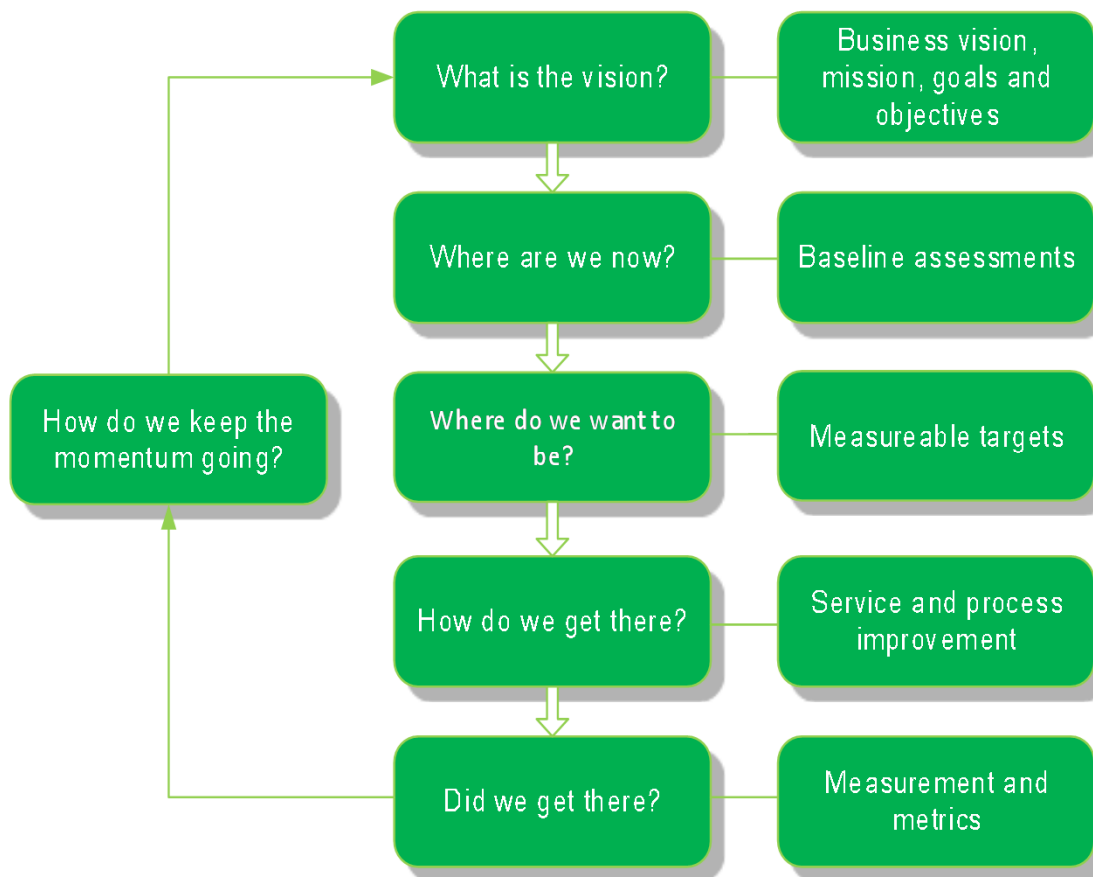 What is the vision?
Business vision,
mission, goals and
objectives
Where are we now?
Baseline assessments
How do we keep the
momentum going?
Where do we want to
be?
Measureable targets
How do we get there?
Service and process
improvement
Did we get there?
Measurement and
metrics